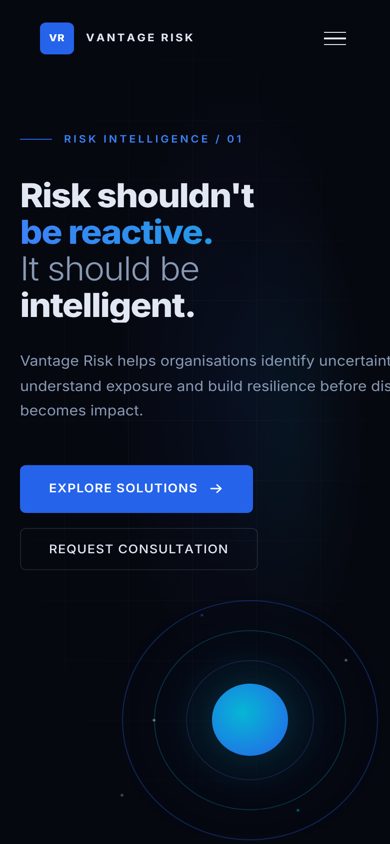 VR
VANTAGE RISK
RISK INTELLIGENCE / 01
Risk shouldn't
be reactive.
It should be
intelligent.
Vantage Risk helps organisations identify
understand exposure and build resilience before
becomes impact.
EXPLORE SOLUTIONS →
REQUEST CONSULTATION